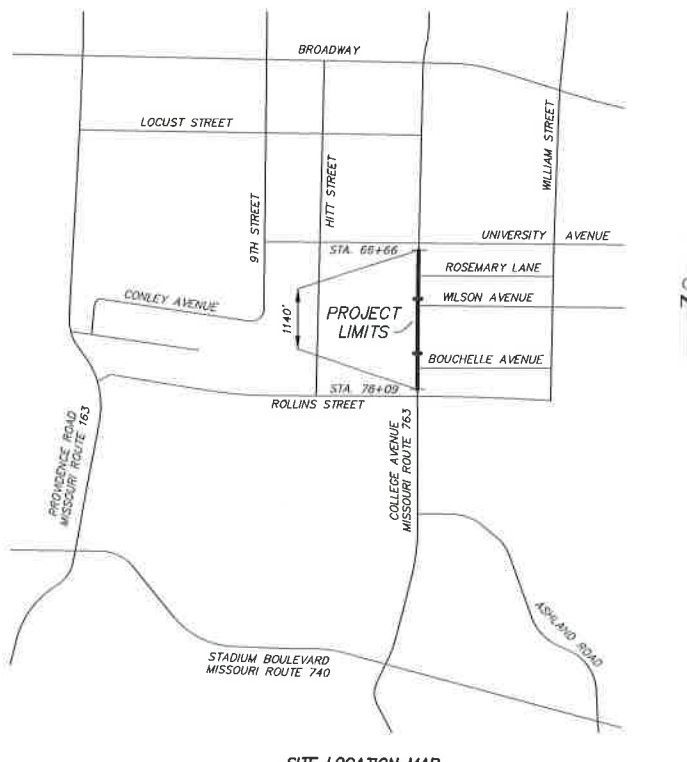 BROADWAY
LOCUST STREET
WILLIAM STREET
HITT STREET
9TH STREET
UNIVERSITY AVENUE
STA. 65+66
ROSEMARY LANE
CONLEY AVENUE
WILSON AVENUE
1140'
PROJECT
LIMITS
BOUCHELLE AVENUE
STA. 76+09
ROLLINS STREET
PROVIDENCE ROAD
MISSOURI ROUTE 163
COLLEGE AVENUE
MISSOURI ROUTE 763
ASHLAND ROAD
STADIUM BOULEVARD
MISSOURI ROUTE 740
SITE LOCATION MAP